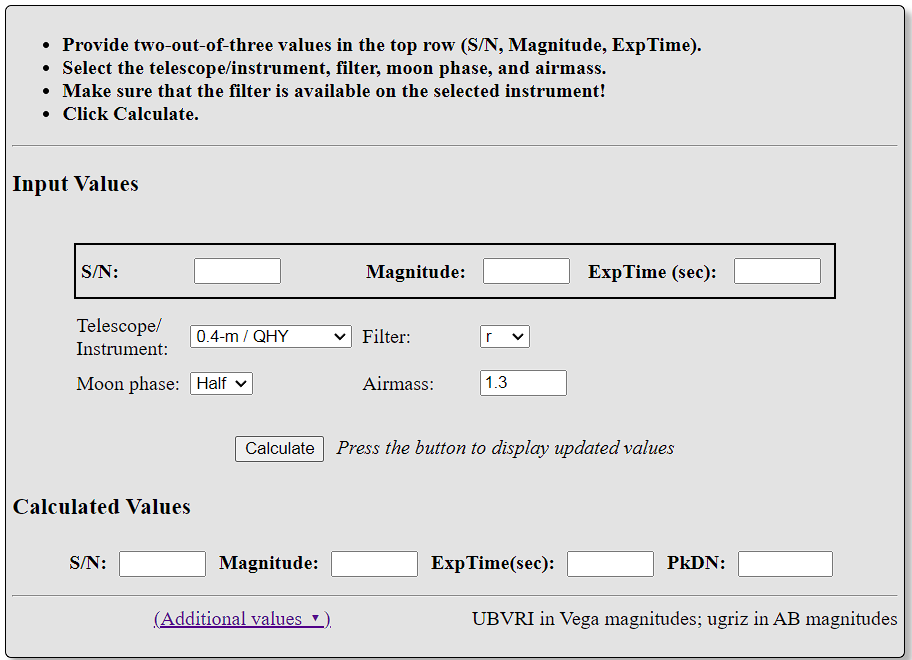 • Provide two-out-of-three values in the top row (S/N, Magnitude, ExpTime).
• Select the telescope/instrument, filter, moon phase, and airmass.
• Make sure that the filter is available on the selected instrument!
• Click Calculate.
Input Values
S/N: Magnitude: ExpTime (sec):
Telescope/
Instrument: 0.4-m / QHY Filter: r
Moon phase: Half Airmass: 1.3
Calculate Press the button to display updated values
Calculated Values
S/N: Magnitude: ExpTime(sec): PkDN:
(Additional values ▼) UBVRI in Vega magnitudes; ugriz in AB magnitudes